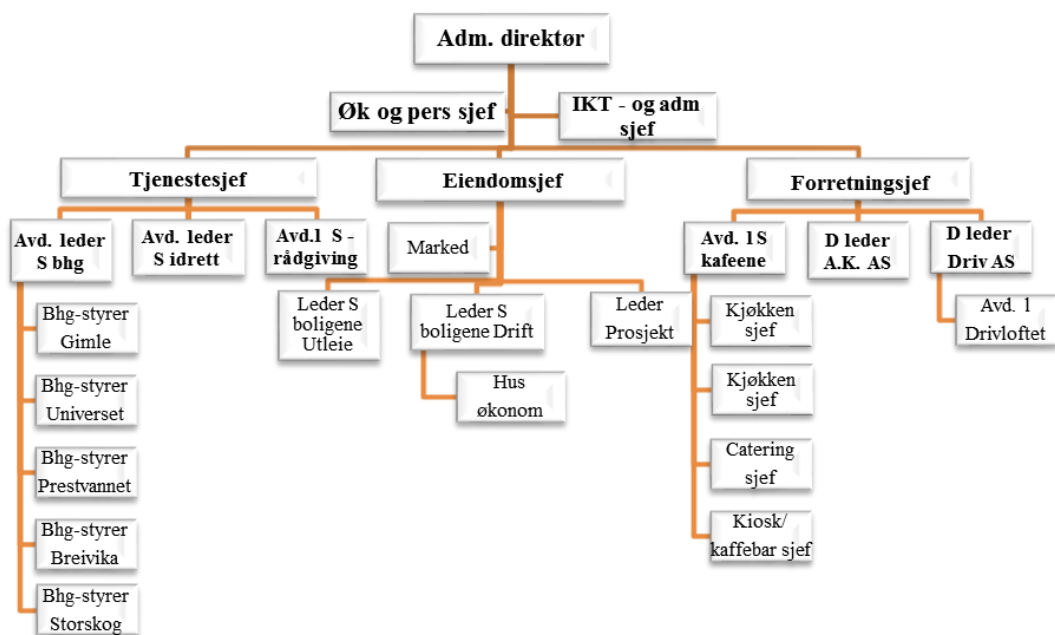 Adm. direktør
Øk og pers sjef
IKT - og adm
sjef
Tjenestesjef
Eiendomsjef
Forretningsjef
Avd. leder
S bhg
Avd. leder
S idrett
Avd.l S -
rådgiving
Marked
Avd. l S
kafeene
D leder
A.K. AS
D leder
Driv AS
Leder S
boligene
Utleie
Leder S
boligene Drift
Leder
Prosjekt
Hus
økonom
Bhg-styrer
Gimle
Bhg-styrer
Universet
Bhg-styrer
Prestvannet
Bhg-styrer
Breivika
Bhg-styrer
Storskog
Kjøkken
sjef
Kjøkken
sjef
Catering
sjef
Kiosk/
kaffebar sjef
Avd. l
Drivloftet